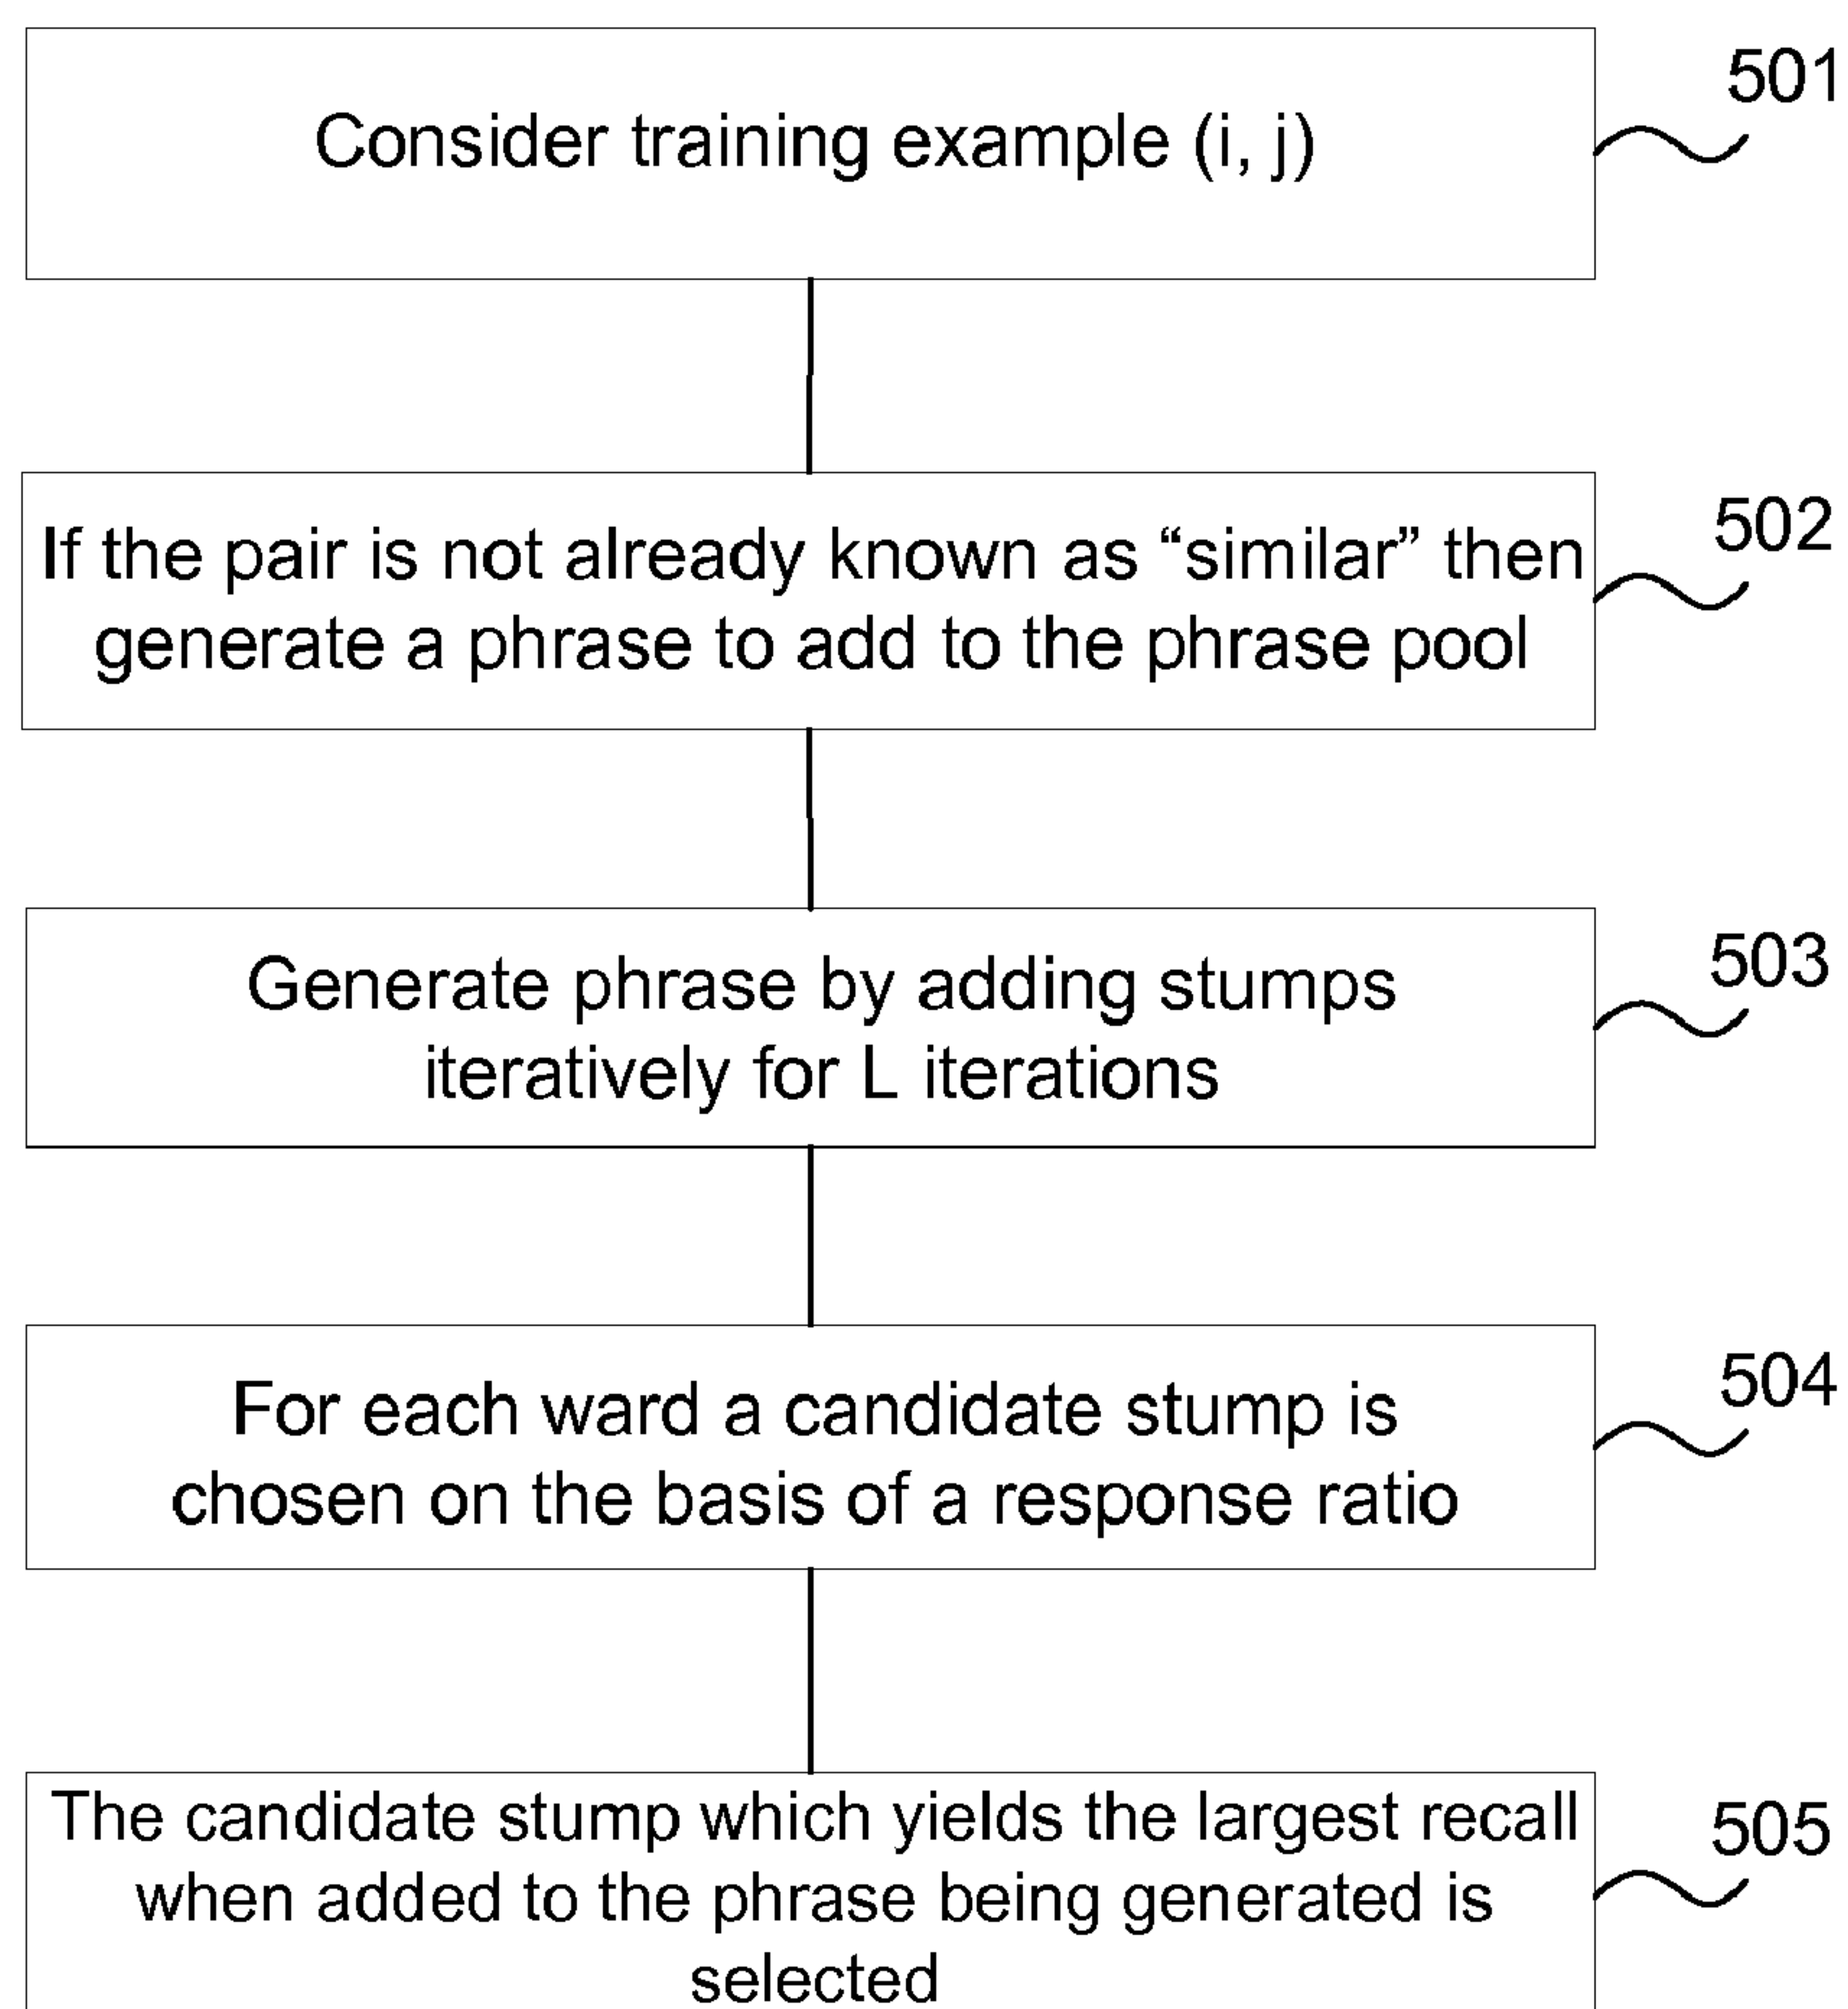 Consider training example (i, j)
501
If the pair is not already known as “similar” then
generate a phrase to add to the phrase pool
502
Generate phrase by adding stumps
iteratively for L iterations
503
For each ward a candidate stump is
chosen on the basis of a response ratio
504
The candidate stump which yields the largest recall
when added to the phrase being generated is
selected
505